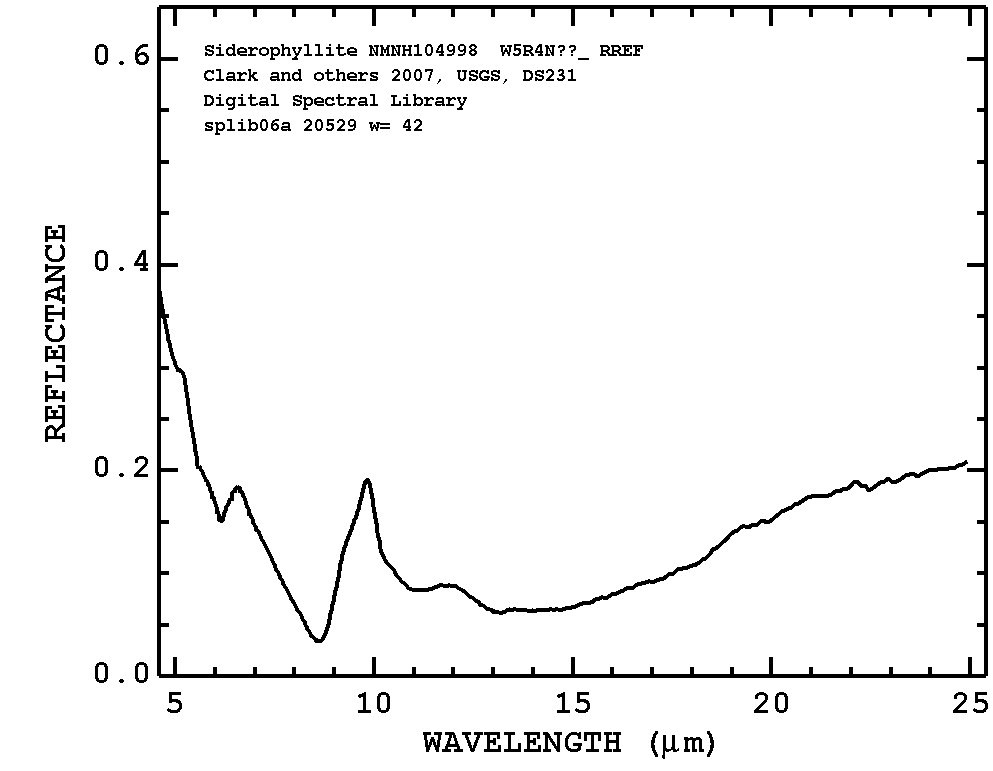 Siderophyllite NMNH104998 W5R4N??_ RREF
Clark and others 2007, USGS, DS231
Digital Spectral Library
splib06a 20529 w= 42
REFLECTANCE
0.6
0.4
0.2
0.0
5 10 15 20 25
WAVELENGTH (μm)